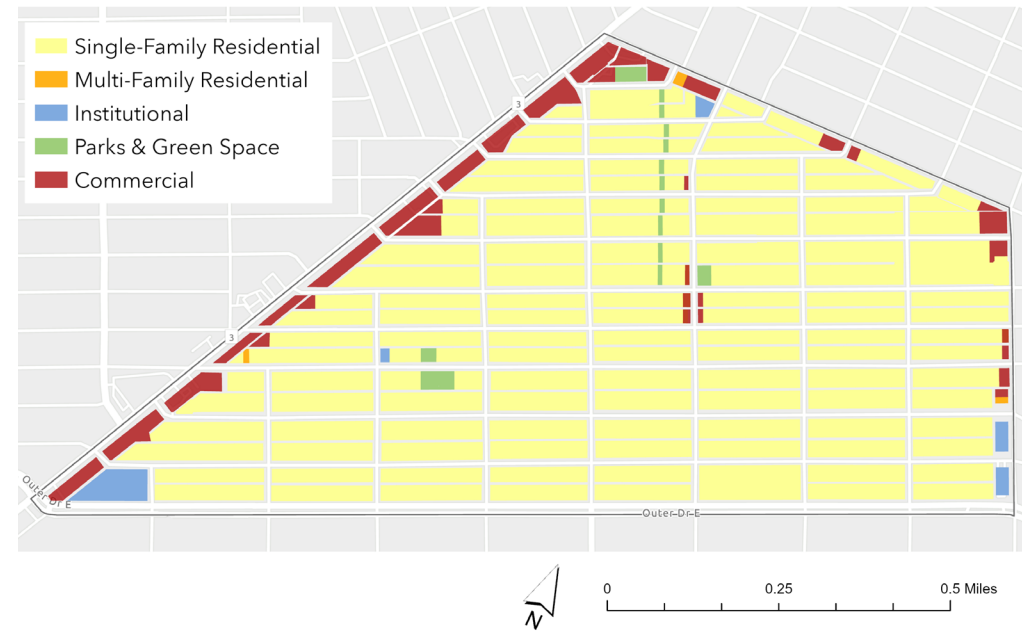 Single-Family Residential
Multi-Family Residential
Institutional
Parks & Green Space
Commercial
3
3
Outer Dr E
Outer Dr E
N
0
0.25
0.5 Miles